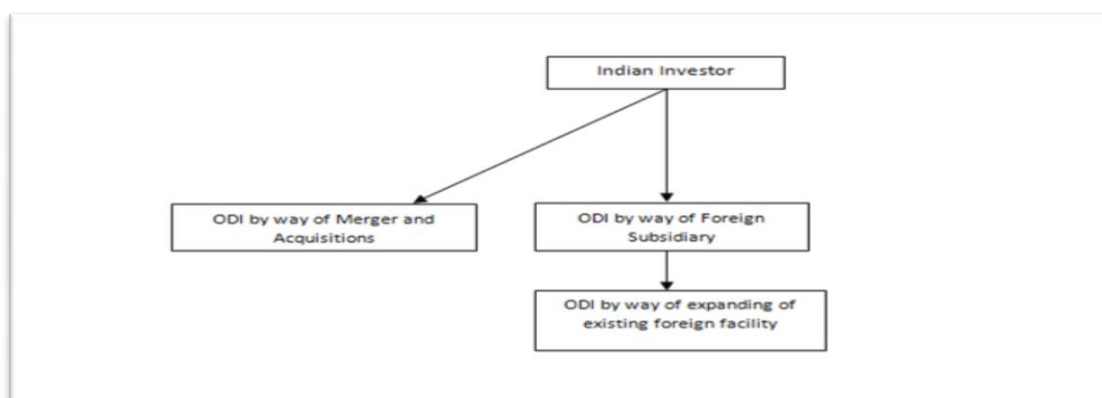 Indian Investor
ODI by way of Merger and
Acquisitions
ODI by way of Foreign
Subsidiary
ODI by way of expanding of
existing foreign facility